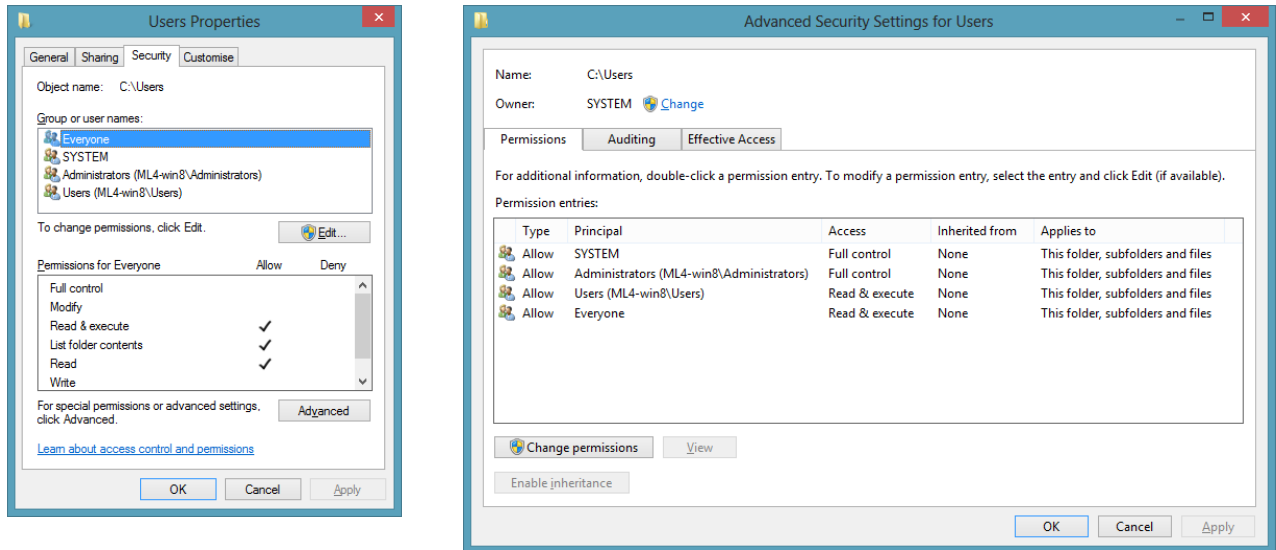 Users Properties
General Sharing Security Customise
Object name: C:\Users
Group or user names:
Everyone
SYSTEM
Administrators (ML4-win8\Administrators)
Users (ML4-win8\Users)
To change permissions, click Edit.
Edit...
Permissions for Everyone Allow Deny
Full control
Modify
Read & execute
List folder contents
Read
Write
For special permissions or advanced settings,
click Advanced.
Advanced
Learn about access control and permissions
OK Cancel Apply
Advanced Security Settings for Users
Name: C:\Users
Owner: SYSTEM Change
Permissions Auditing Effective Access
For additional information, double-click a permission entry. To modify a permission entry, select the entry and click Edit (if available).
Permission entries:
Type Principal Access Inherited from Applies to
Allow SYSTEM Full control None This folder, subfolders and files
Allow Administrators (ML4-win8\Administrators) Full control None This folder, subfolders and files
Allow Users (ML4-win8\Users) Read & execute None This folder, subfolders and files
Allow Everyone Read & execute None This folder, subfolders and files
Change permissions View
Enable inheritance
OK Cancel Apply